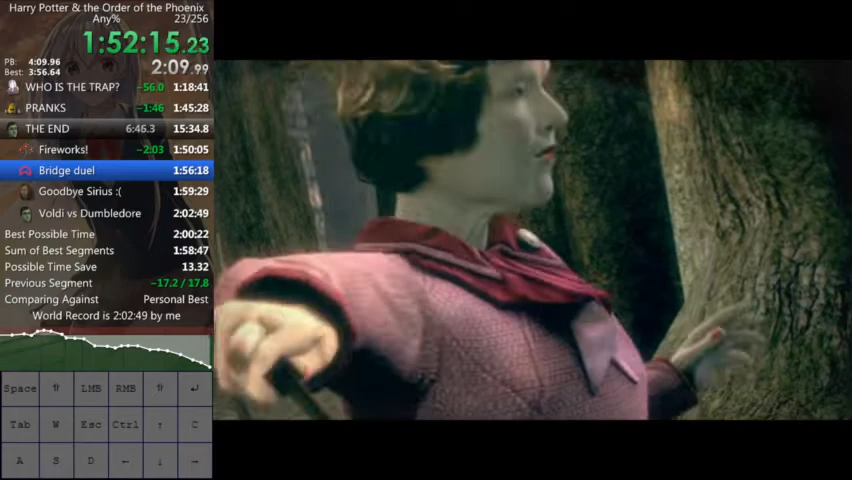 Harry Potter & the Order of the Phoenix
Any% 23/256
1:52:15.23
PB: 4:09.96
Best: 3:56.64
2:09.99
WHO IS THE TRAP? -56.0 1:18:41
PRANKS -1:46 1:45:28
THE END 6:46.3 15:34.8
Fireworks! -2:03 1:50:05
Bridge duel 1:56:18
Goodbye Sirius :( 1:59:29
Voldi vs Dumbledore 2:02:49
Best Possible Time 2:00:22
Sum of Best Segments 1:58:47
Possible Time Save 13.32
Previous Segment -17.2 / 17.8
Comparing Against Personal Best
World Record is 2:02:49 by me
Space ⇧ LMB RMB ⇧ ↵
Tab W Esc Ctrl ↑ C
A S D ← ↓ →